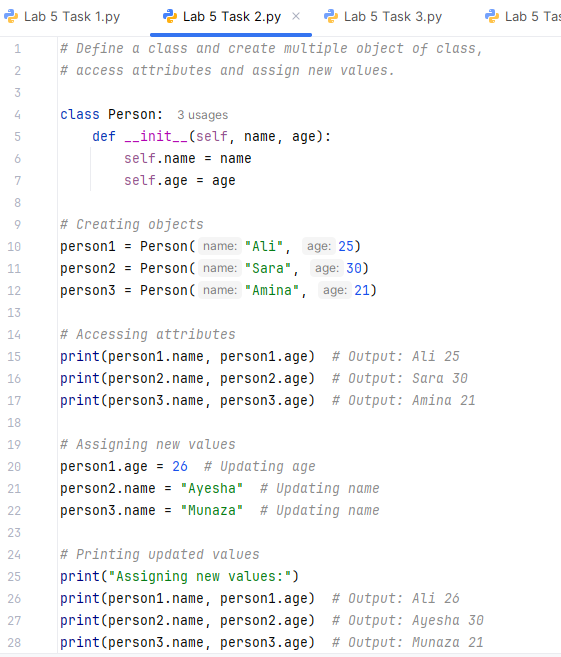 Lab 5 Task 1.py Lab 5 Task 2.py × Lab 5 Task 3.py Lab 5 Tas
1 # Define a class and create multiple object of class,
2 # access attributes and assign new values.
3
4 class Person: 3 usages
5 def __init__(self, name, age):
6 self.name = name
7 self.age = age
8
9 # Creating objects
10 person1 = Person( name: "Ali", age: 25)
11 person2 = Person( name: "Sara", age: 30)
12 person3 = Person( name: "Amina", age: 21)
13
14 # Accessing attributes
15 print(person1.name, person1.age) # Output: Ali 25
16 print(person2.name, person2.age) # Output: Sara 30
17 print(person3.name, person3.age) # Output: Amina 21
18
19 # Assigning new values
20 person1.age = 26 # Updating age
21 person2.name = "Ayesha" # Updating name
22 person3.name = "Munaza" # Updating name
23
24 # Printing updated values
25 print("Assigning new values:")
26 print(person1.name, person1.age) # Output: Ali 26
27 print(person2.name, person2.age) # Output: Ayesha 30
28 print(person3.name, person3.age) # Output: Munaza 21